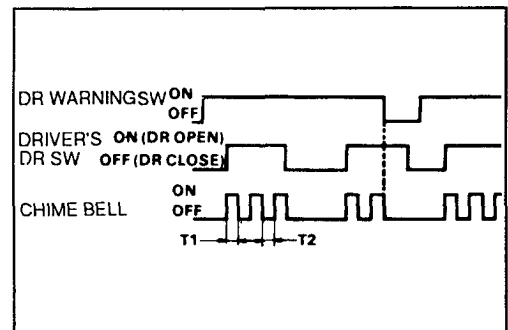 DR WARNINGSW ON
OFF
DRIVER'S ON (DR OPEN)
DR SW OFF (DR CLOSE)
ON
CHIME BELL OFF
T1 T2